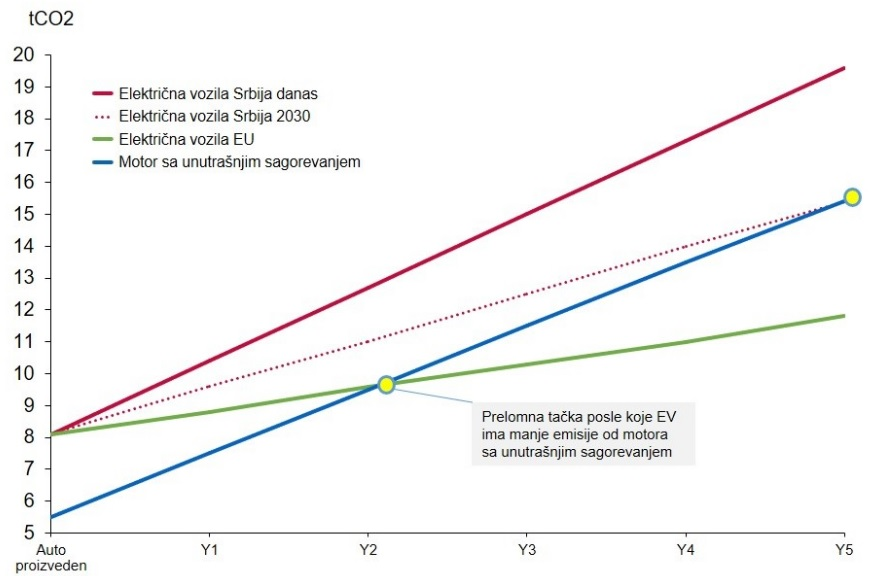 tCO2
20
19
18
17
16
15
14
13
12
11
10
9
8
7
6
5
Električna vozila Srbija danas
Električna vozila Srbija 2030
Električna vozila EU
Motor sa unutrašnjim sagorevanjem
Prelomna tačka posle koje EV
ima manje emisije od motora
sa unutrašnjim sagorevanjem
Auto
proizveden
Y1
Y2
Y3
Y4
Y5